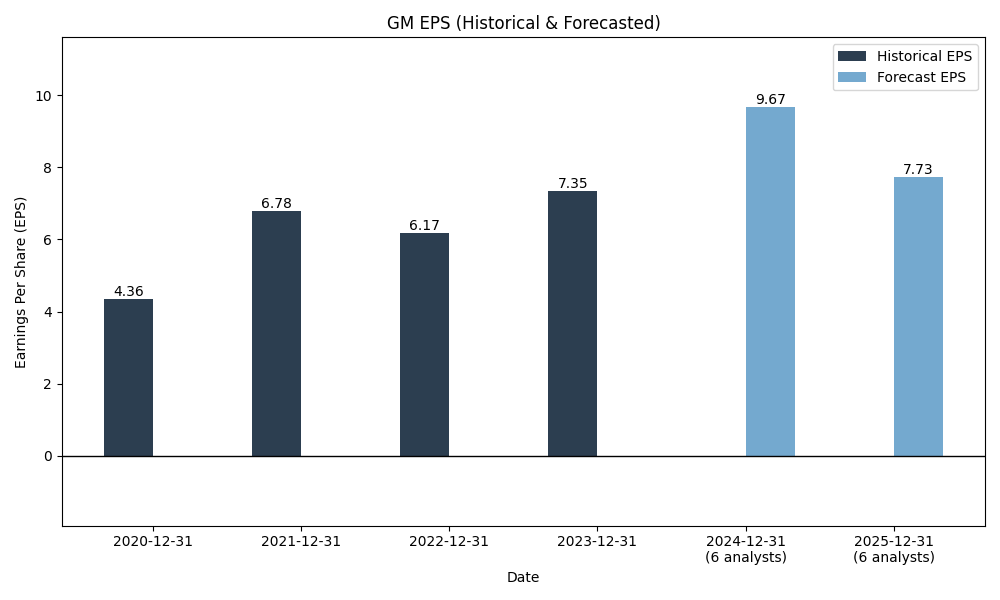 GM EPS (Historical & Forecasted)
Historical EPS
Forecast EPS
Earnings Per Share (EPS)
10
8
6
4
2
0
4.36
6.78
6.17
7.35
9.67
7.73
2020-12-31
2021-12-31
2022-12-31
2023-12-31
2024-12-31
(6 analysts)
2025-12-31
(6 analysts)
Date